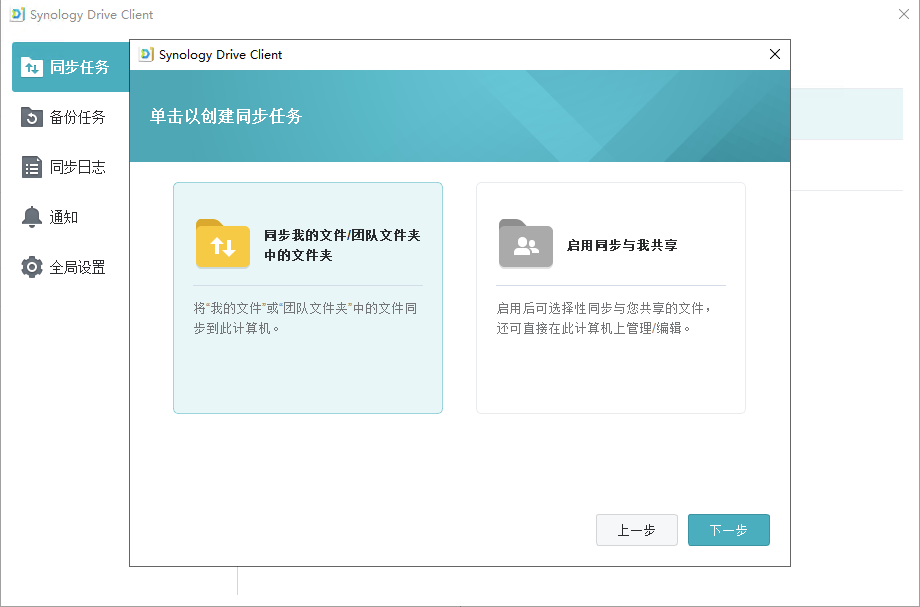 Synology Drive Client
同步任务
备份任务
同步日志
通知
全局设置
Synology Drive Client
单击以创建同步任务
同步我的文件/团队文件夹
中的文件夹
将“我的文件”或“团队文件夹”中的文件同
步到此计算机。
启用同步与我共享
启用后可选择性同步与您共享的文件，
还可直接在此计算机上管理/编辑。
上一步
下一步